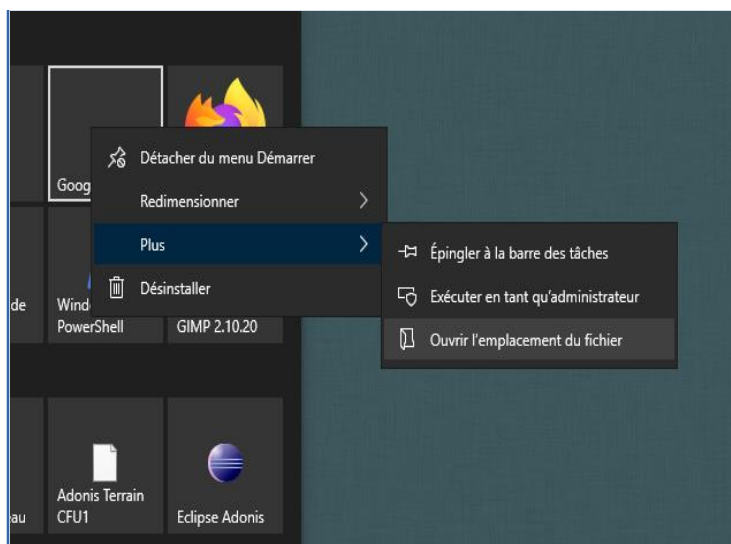 Détacher du menu Démarrer
Goog
Redimensionner
Plus
Épingler à la barre des tâches
Désinstaller
Exécuter en tant qu'administrateur
de
Wind
PowerShell
GIMP 2.10.20
Ouvrir l'emplacement du fichier
Adonis Terrain
CFU1
Eclipse Adonis
au